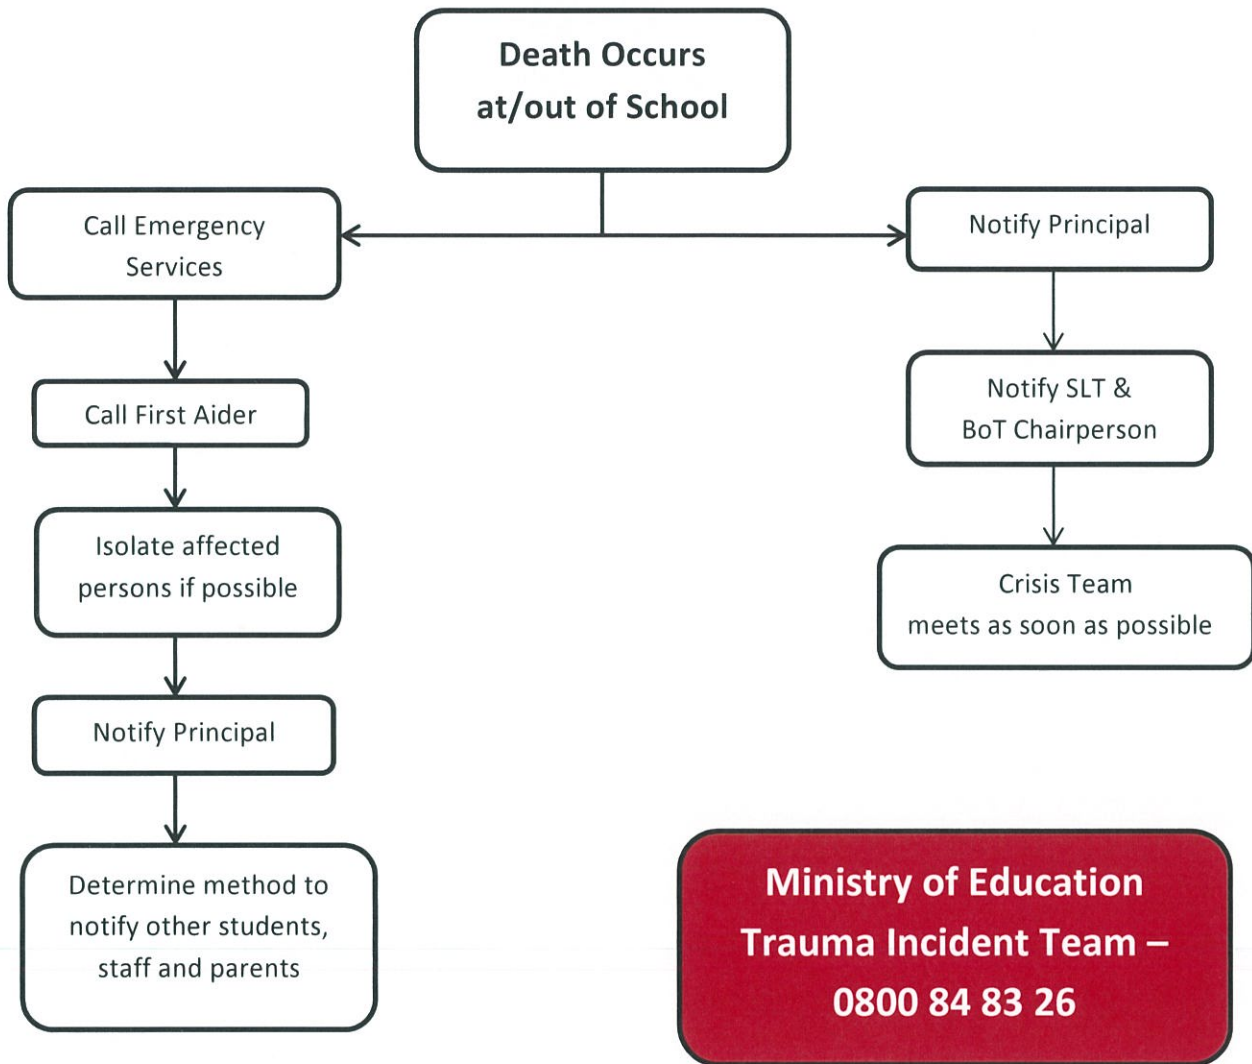 Death Occurs
at/out of School
Call Emergency
Services
Call First Aider
Isolate affected
persons if possible
Notify Principal
Determine method to
notify other students,
staff and parents
Notify Principal
Notify SLT &
BoT Chairperson
Crisis Team
meets as soon as possible
Ministry of Education
Trauma Incident Team –
0800 84 83 26